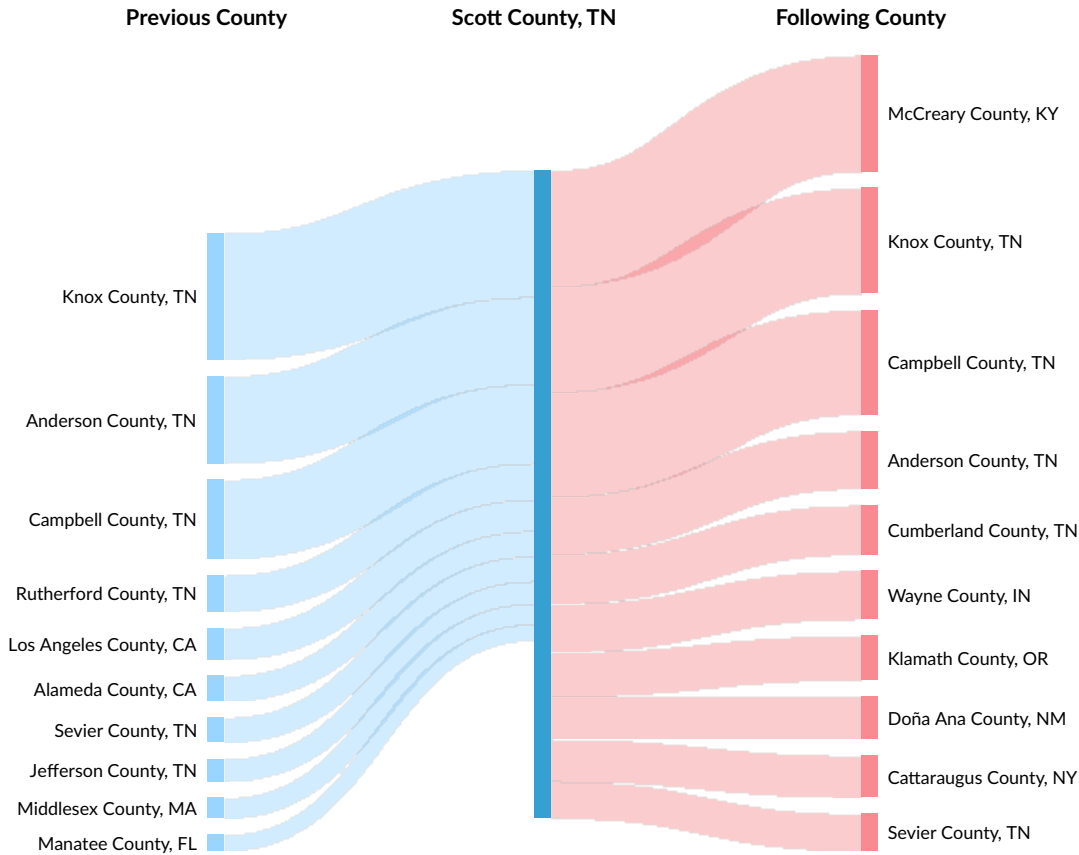 Previous County
Scott County, TN
Following County
Knox County, TN
Anderson County, TN
Campbell County, TN
Rutherford County, TN
Los Angeles County, CA
Alameda County, CA
Sevier County, TN
Jefferson County, TN
Middlesex County, MA
Manatee County, FL
McCreary County, KY
Knox County, TN
Campbell County, TN
Anderson County, TN
Cumberland County, TN
Wayne County, IN
Klamath County, OR
Doña Ana County, NM
Cattaraugus County, NY
Sevier County, TN